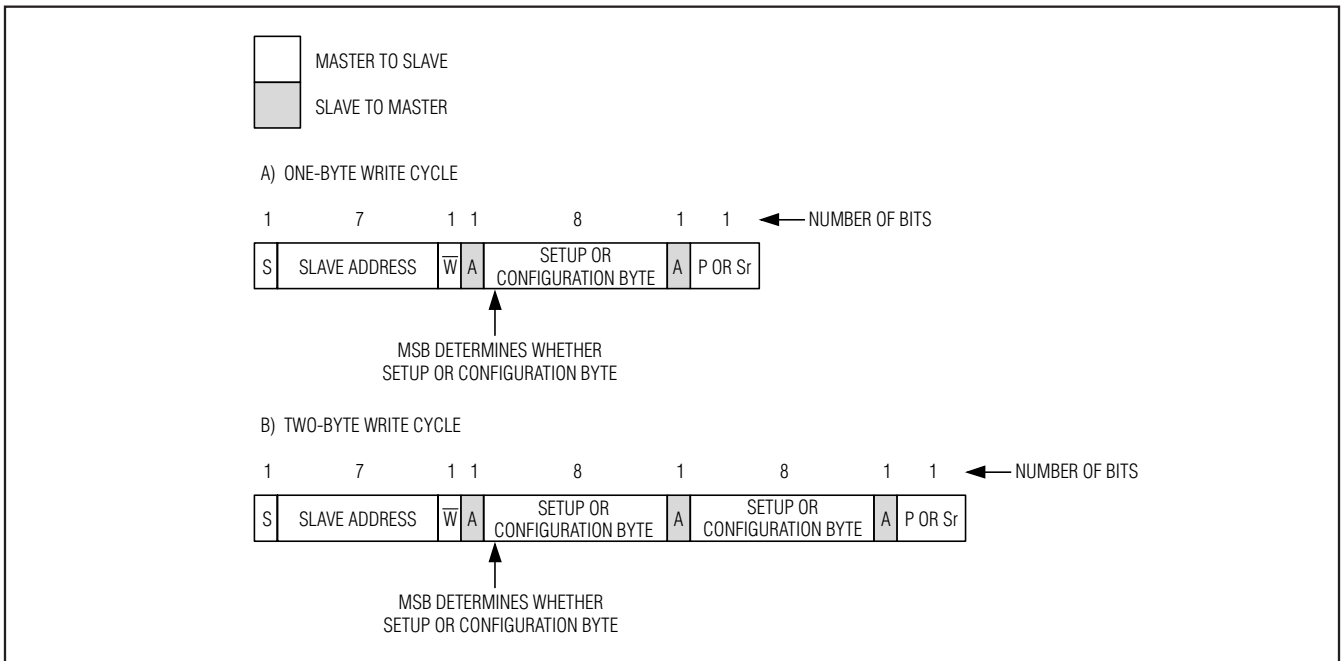 MASTER TO SLAVE
SLAVE TO MASTER
A) ONE-BYTE WRITE CYCLE
1 7 1 1 8 1 1 NUMBER OF BITS
S SLAVE ADDRESS W̅ A SETUP OR CONFIGURATION BYTE A P OR Sr
MSB DETERMINES WHETHER
SETUP OR CONFIGURATION BYTE
B) TWO-BYTE WRITE CYCLE
1 7 1 1 8 1 8 1 1 NUMBER OF BITS
S SLAVE ADDRESS W̅ A SETUP OR CONFIGURATION BYTE A SETUP OR CONFIGURATION BYTE A P OR Sr
MSB DETERMINES WHETHER
SETUP OR CONFIGURATION BYTE